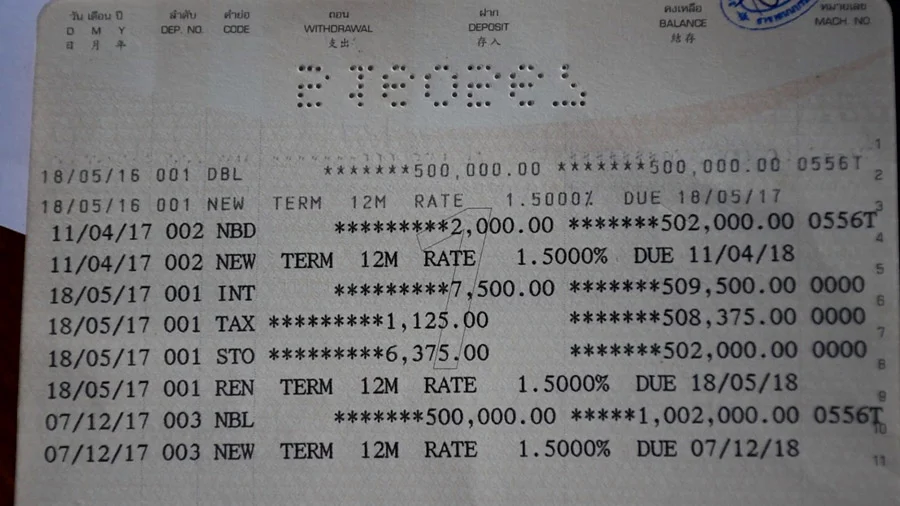 วัน เดือน ปี ลำดับ คำย่อ ถอน ฝาก คงเหลือ หมายเลข
D M Y DEP. NO. CODE WITHDRAWAL DEPOSIT BALANCE MACH. NO.
日 月 年 支出 存入 結存
1
18/05/16 001 DBL *******500,000.00 *******500,000.00 0556T 2
18/05/16 001 NEW TERM 12M RATE 1.5000% DUE 18/05/17 3
11/04/17 002 NBD *********2,000.00 *******502,000.00 0556T 4
11/04/17 002 NEW TERM 12M RATE 1.5000% DUE 11/04/18 5
18/05/17 001 INT *********7,500.00 *******509,500.00 0000 6
18/05/17 001 TAX *********1,125.00 *******508,375.00 0000 7
18/05/17 001 STO *********6,375.00 *******502,000.00 0000 8
18/05/17 001 REN TERM 12M RATE 1.5000% DUE 18/05/18 9
07/12/17 003 NBL *******500,000.00 *****1,002,000.00 0556T 10
07/12/17 003 NEW TERM 12M RATE 1.5000% DUE 07/12/18 11